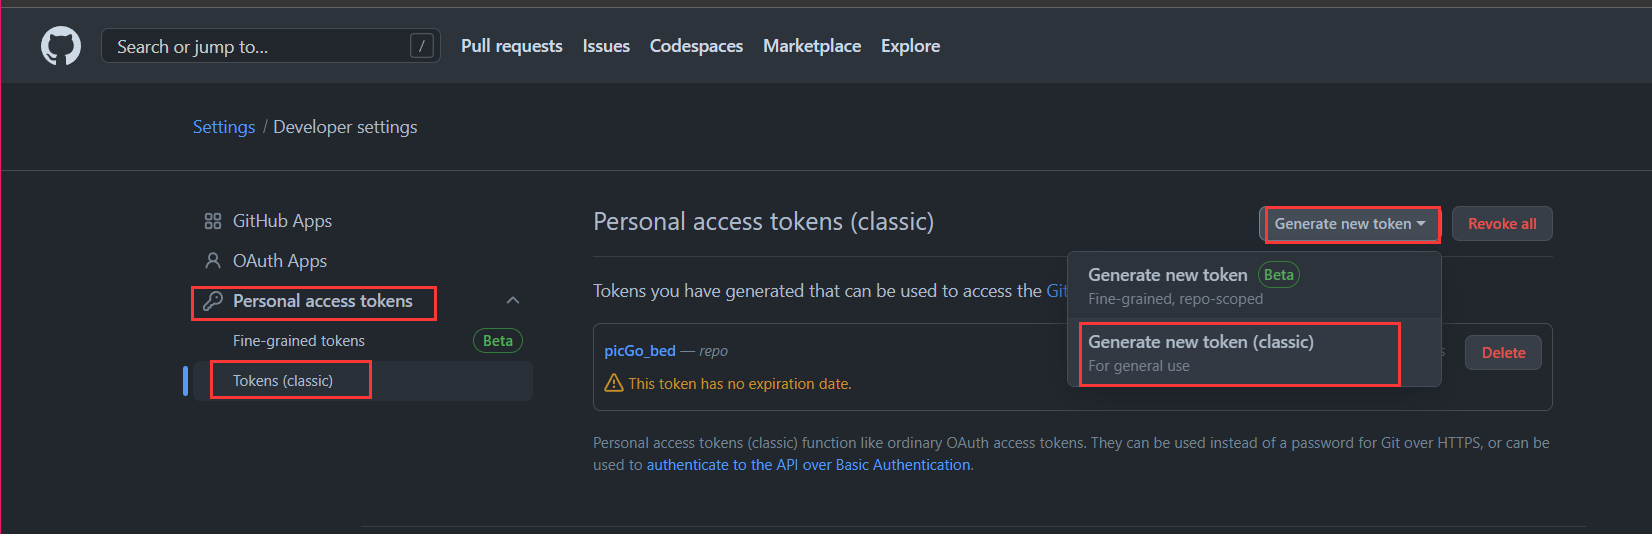 Search or jump to... / Pull requests Issues Codespaces Marketplace Explore
Settings / Developer settings
GitHub Apps
OAuth Apps
Personal access tokens
Fine-grained tokens Beta
Tokens (classic)
Personal access tokens (classic) Generate new token Revoke all
Generate new token Beta
Fine-grained, repo-scoped
Generate new token (classic)
For general use
Tokens you have generated that can be used to access the Git
picGo_bed — repo Delete
This token has no expiration date.
Personal access tokens (classic) function like ordinary OAuth access tokens. They can be used instead of a password for Git over HTTPS, or can be
used to authenticate to the API over Basic Authentication.